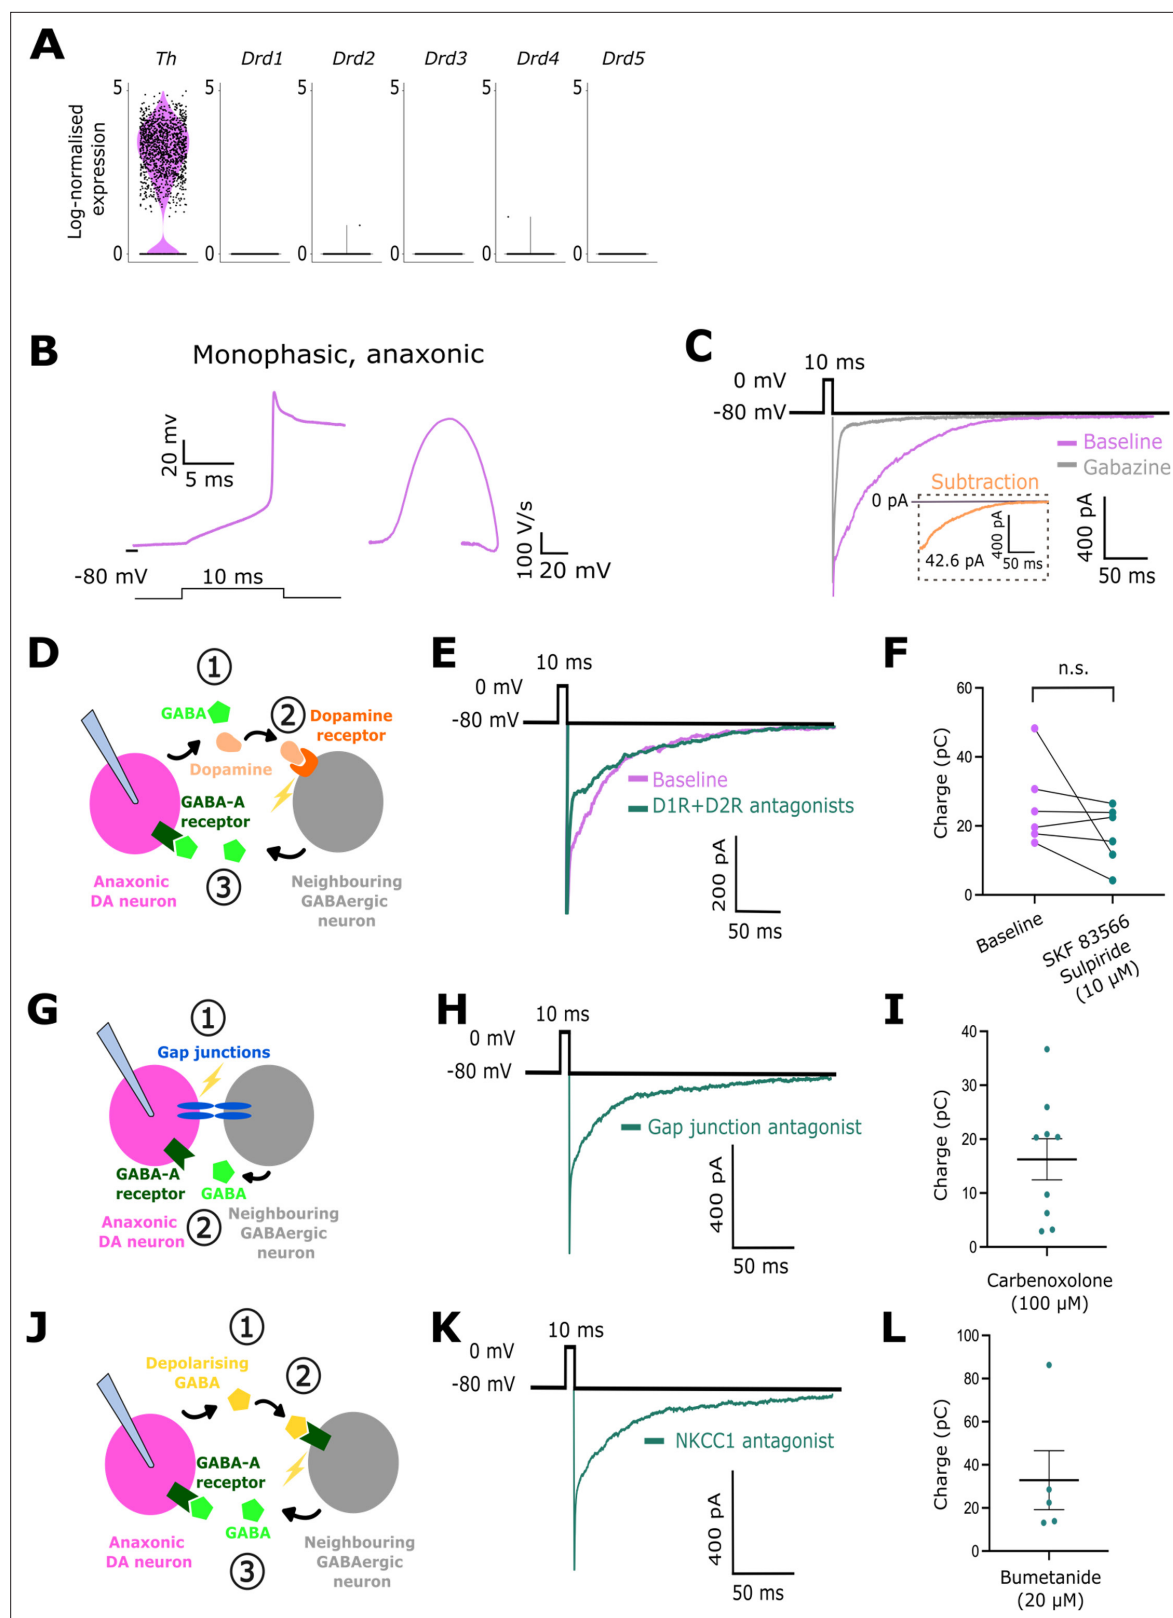 A
Th
Drd1
Drd2
Drd3
Drd4
Drd5
Log-normalised
expression
5
5
5
5
5
5
0
0
0
0
0
0
B
Monophasic, anaxonic
20 mv
5 ms
-80 mV
10 ms
100 V/s
20 mV
C
10 ms
0 mV
-80 mV
Baseline
Gabazine
Subtraction
0 pA
42.6 pA
400 pA
50 ms
400 pA
50 ms
D
1
GABA
2
Dopamine
receptor
Dopamine
GABA-A
receptor
3
Anaxonic
DA neuron
Neighbouring
GABAergic
neuron
E
10 ms
0 mV
-80 mV
Baseline
D1R+D2R antagonists
200 pA
50 ms
F
n.s.
Charge (pC)
60
40
20
0
Baseline
SKF 83566
Sulpiride
(10 µM)
G
1
Gap junctions
GABA-A
receptor
GABA
2
Anaxonic
DA neuron
Neighbouring
GABAergic
neuron
H
10 ms
0 mV
-80 mV
Gap junction antagonist
400 pA
50 ms
I
Charge (pC)
40
30
20
10
0
Carbenoxolone
(100 µM)
J
1
Depolarising
GABA
2
GABA-A
receptor
GABA
3
Anaxonic
DA neuron
Neighbouring
GABAergic
neuron
K
10 ms
0 mV
-80 mV
NKCC1 antagonist
400 pA
50 ms
L
Charge (pC)
100
80
60
40
20
0
Bumetanide
(20 µM)